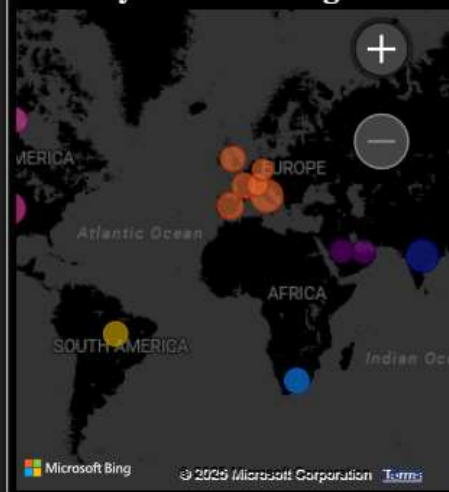 MERICA
EUROPE
Atlantic Ocean
AFRICA
SOUTH AMERICA
Indian Oc
Microsoft Bing
© 2025 Microsoft Corporation Terms